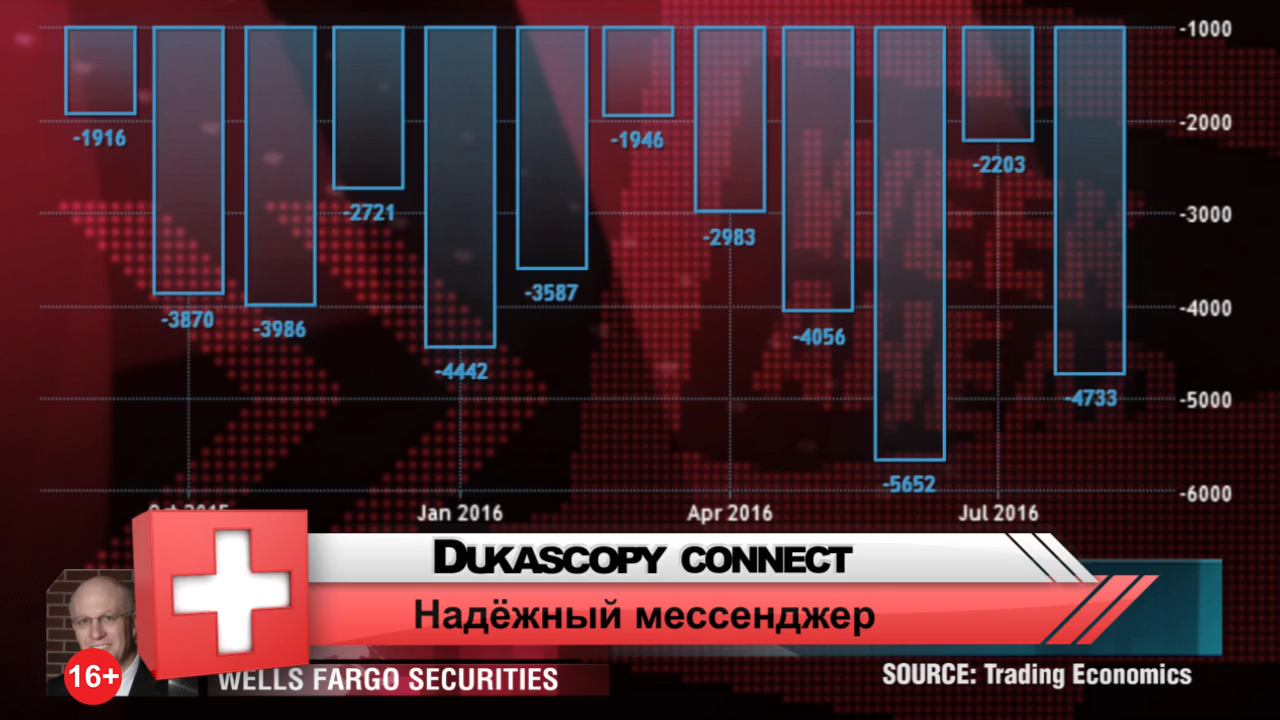 -1000
-1916
-2000
-1946
-2203
-2721
-3000
-2983
-3587
-3870
-3986
-4000
-4056
-4442
-4733
-5000
-5652
-6000
Jan 2016
Apr 2016
Jul 2016
DUKASCOPY CONNECT
Надёжный мессенджер
16+
WELLS FARGO SECURITIES
SOURCE: Trading Economics